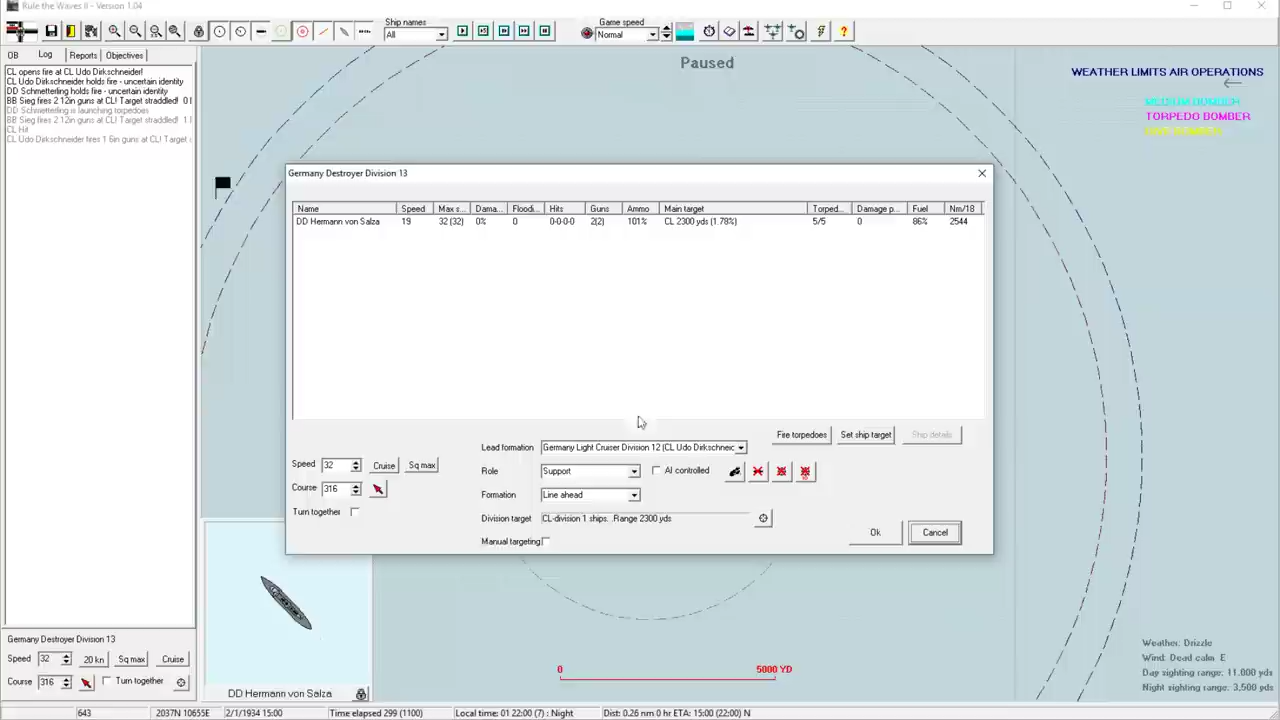 Rule the Waves II - Version 1.04
Ship names
All
Game speed
Normal
OB Log Reports Objectives
CL opens fire at CL Udo Dirkschneider!
CL Udo Dirkschneider holds fire - uncertain identity
DD Schmetterling holds fire - uncertain identity
BB Sieg fires 2 12in guns at CL! Target straddled! 0 l
DD Schmetterling is launching torpedoes
BB Sieg fires 2 12in guns at CL! Target straddled! 1 l
CL Hit
CL Udo Dirkschneider fires 1 6in guns at CL! Target :
Paused
WEATHER LIMITS AIR OPERATIONS
MEDIUM BOMBER
TORPEDO BOMBER
DIVE BOMBER
Germany Destroyer Division 13
Name Speed Max s... Dama... Floodi... Hits Guns Ammo Main target Torped... Damage p... Fuel Nm/18
DD Hermann von Salza 19 32 (32) 0% 0 0-0-0-0 2(2) 101% CL 2300 yds (1.78%) 5/5 0 86% 2544
Fire torpedoes Set ship target Ship details
Lead formation Germany Light Cruiser Division 12 (CL Udo Dirkschneic
Speed 32 Cruise Sq max
Role Support AI controlled
Course 316
Formation Line ahead
Turn together
Division target CL-division 1 ships. .Range 2300 yds
Manual targeting
Ok Cancel
Germany Destroyer Division 13
Speed 32 20 kn Sq max Cruise
Course 316 Turn together
DD Hermann von Salza
0 5000 YD
Weather: Drizzle
Wind: Dead calm E
Day sighting range: 11,000 yds
Night sighting range: 3,500 yds
643 2037N 10655E 2/1/1934 15:00 Time elapsed 299 (1100) Local time: 01 22:00 (7) : Night Dist: 0.26 nm 0 hr ETA: 15:00 (22:00) N